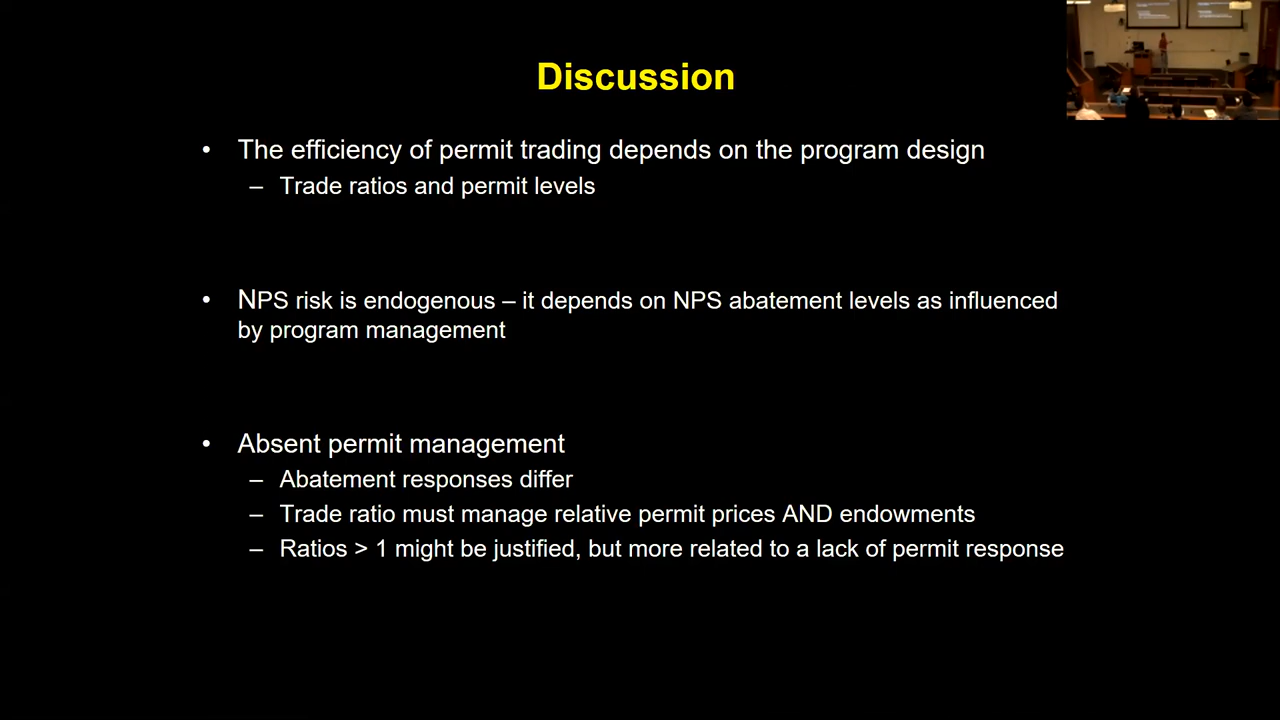 Discussion
• The efficiency of permit trading depends on the program design
– Trade ratios and permit levels
• NPS risk is endogenous – it depends on NPS abatement levels as influenced
by program management
• Absent permit management
– Abatement responses differ
– Trade ratio must manage relative permit prices AND endowments
– Ratios > 1 might be justified, but more related to a lack of permit response